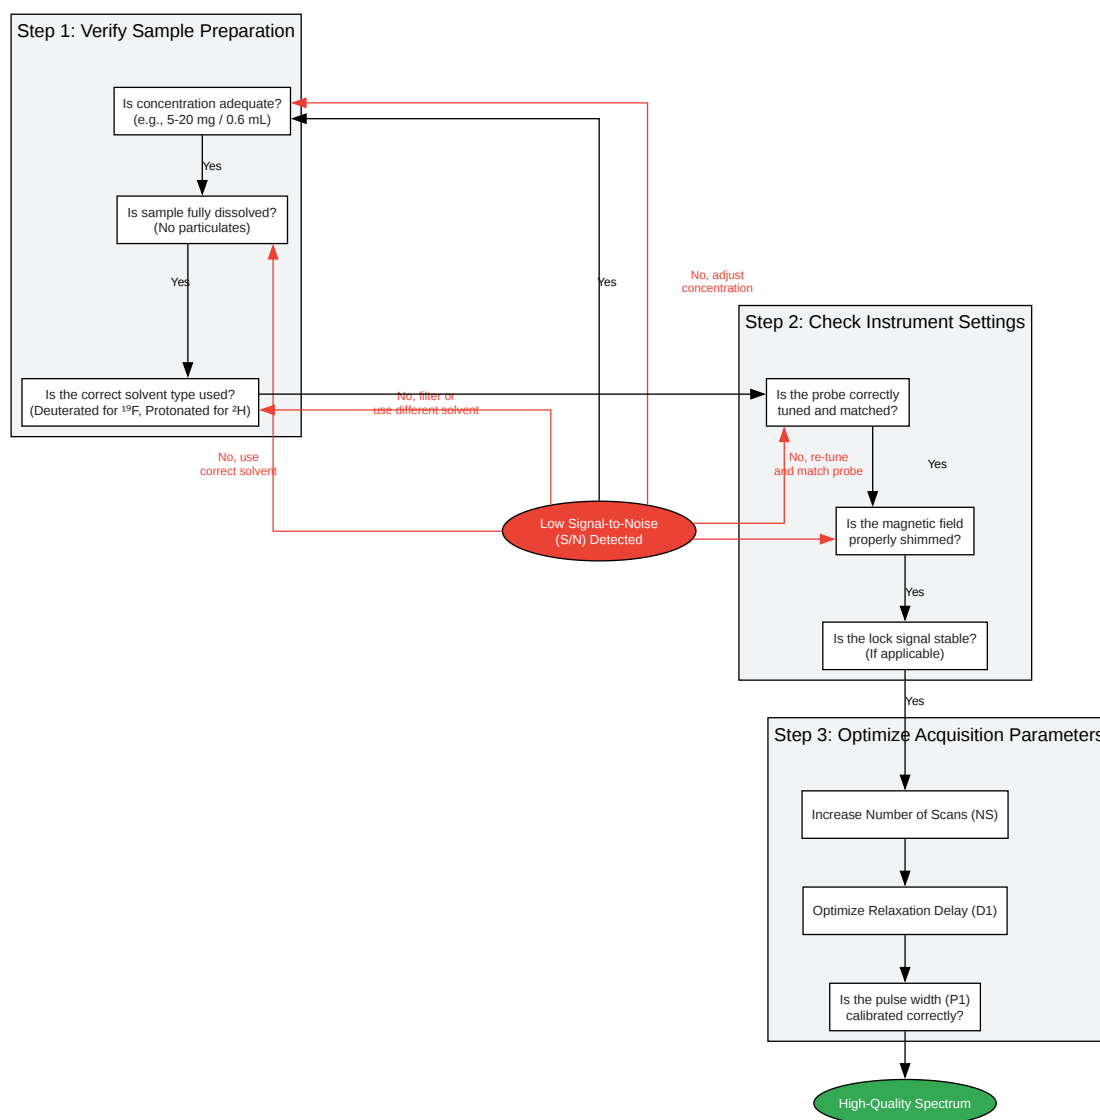 Step 1: Verify Sample Preparation
Is concentration adequate?
(e.g., 5-20 mg / 0.6 mL)
Yes
Is sample fully dissolved?
(No particulates)
Yes
Yes
No, adjust
concentration
Is the correct solvent type used?
(Deuterated for ¹⁹F, Protonated for ²H)
No, filter or
use different solvent
No, use
correct solvent
Low Signal-to-Noise
(S/N) Detected
Step 2: Check Instrument Settings
Is the probe correctly
tuned and matched?
No, re-tune
and match probe
Yes
Is the magnetic field
properly shimmed?
Yes
Is the lock signal stable?
(If applicable)
Yes
Step 3: Optimize Acquisition Parameters
Increase Number of Scans (NS)
Optimize Relaxation Delay (D1)
Is the pulse width (P1)
calibrated correctly?
High-Quality Spectrum